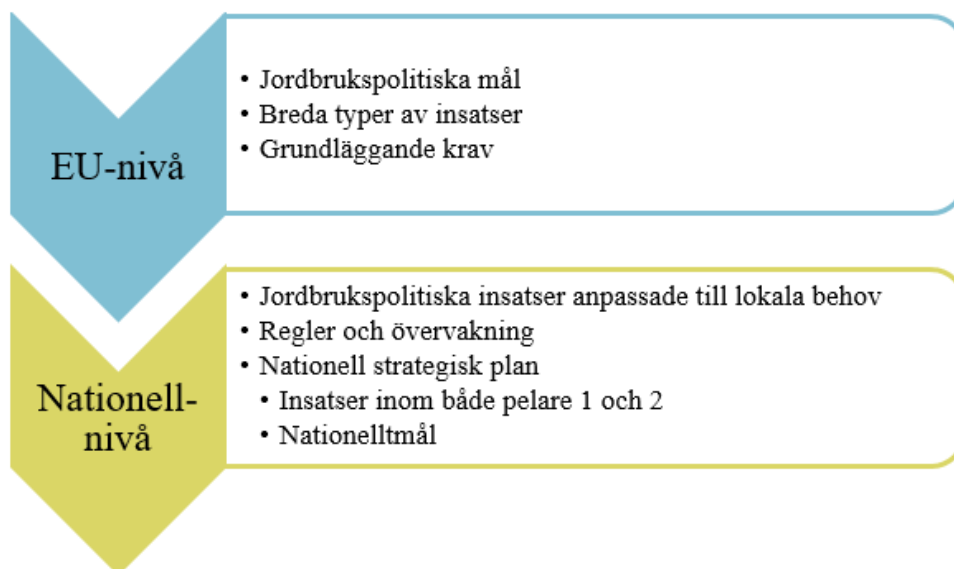 EU-nivå
• Jordbrukspolitiska mål
• Breda typer av insatser
• Grundläggande krav
Nationell-
nivå
• Jordbrukspolitiska insatser anpassade till lokala behov
• Regler och övervakning
• Nationell strategisk plan
• Insatser inom både pelare 1 och 2
• Nationelltmål